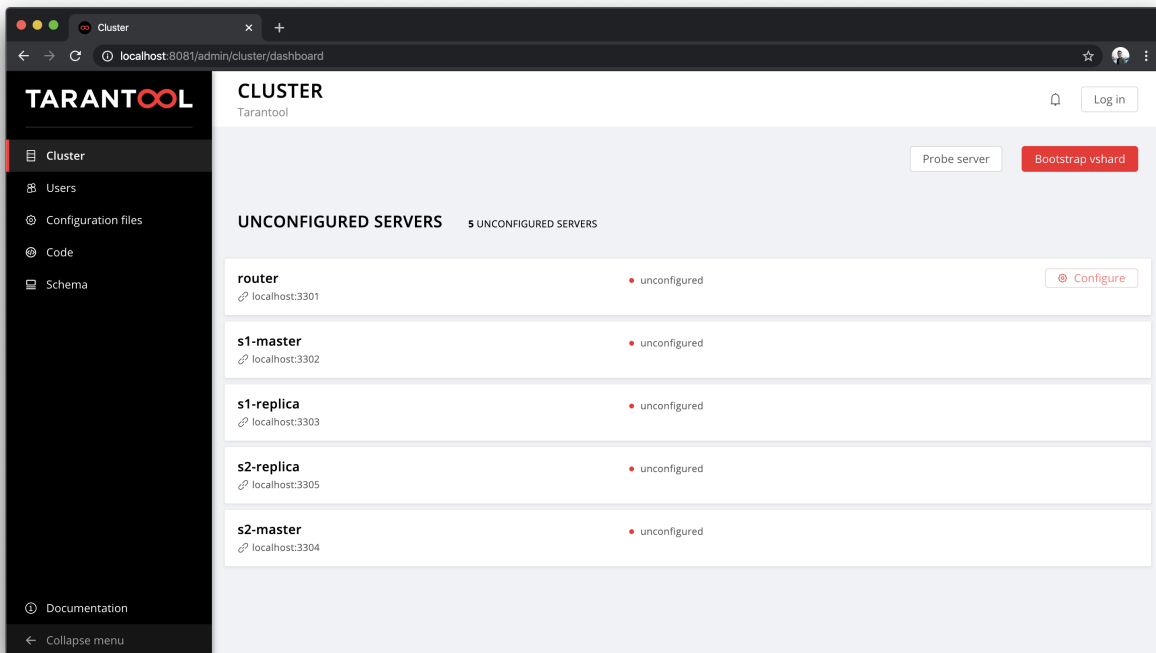 Cluster
localhost:8081/admin/cluster/dashboard
TARANTOOL
Cluster
Users
Configuration files
Code
Schema
Documentation
Collapse menu
CLUSTER
Tarantool
Log in
Probe server
Bootstrap vshard
UNCONFIGURED SERVERS 5 UNCONFIGURED SERVERS
router
localhost:3301
unconfigured
Configure
s1-master
localhost:3302
unconfigured
s1-replica
localhost:3303
unconfigured
s2-replica
localhost:3305
unconfigured
s2-master
localhost:3304
unconfigured